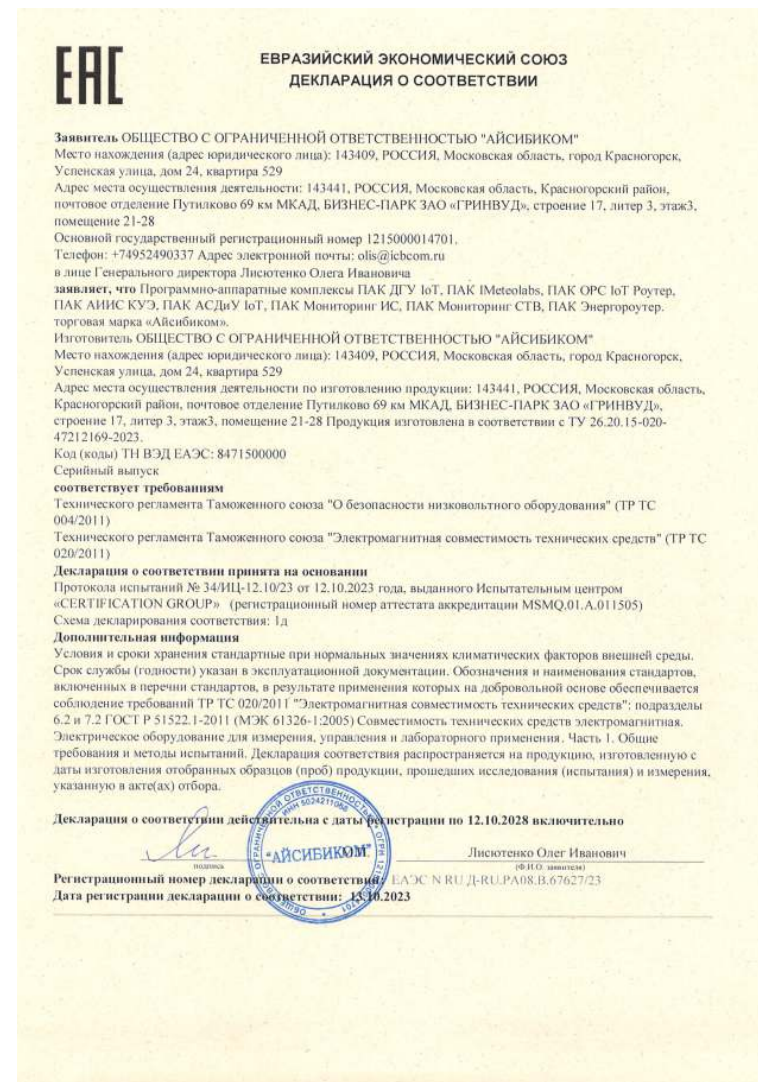 ЕАС
ЕВРАЗИЙСКИЙ ЭКОНОМИЧЕСКИЙ СОЮЗ
ДЕКЛАРАЦИЯ О СООТВЕТСТВИИ
Заявитель ОБЩЕСТВО С ОГРАНИЧЕННОЙ ОТВЕТСТВЕННОСТЬЮ "АЙСИБИКОМ"
Место нахождения (адрес юридического лица): 143409, РОССИЯ, Московская область, город Красногорск,
Успенская улица, дом 24, квартира 529
Адрес места осуществления деятельности: 143441, РОССИЯ, Московская область, Красногорский район,
почтовое отделение Путилково 69 км МКАД, БИЗНЕС-ПАРК ЗАО «ГРИНВУД», строение 17, литер 3, этаж3,
помещение 21-28
Основной государственный регистрационный номер 1215000014701.
Телефон: +74952490337 Адрес электронной почты: olis@icbcom.ru
в лице Генерального директора Лисютенко Олега Ивановича
заявляет, что Программно-аппаратные комплексы ПАК ДГУ IoT, ПАК IMeteolabs, ПАК ОРС IoT Роутер,
ПАК АИИС КУЭ, ПАК АСДиУ IoT, ПАК Мониторинг ИС, ПАК Мониторинг СТВ, ПАК Энергороутер.
торговая марка «Айсибиком».
Изготовитель ОБЩЕСТВО С ОГРАНИЧЕННОЙ ОТВЕТСТВЕННОСТЬЮ "АЙСИБИКОМ"
Место нахождения (адрес юридического лица): 143409, РОССИЯ, Московская область, город Красногорск,
Успенская улица, дом 24, квартира 529
Адрес места осуществления деятельности по изготовлению продукции: 143441, РОССИЯ, Московская область,
Красногорский район, почтовое отделение Путилково 69 км МКАД, БИЗНЕС-ПАРК ЗАО «ГРИНВУД»,
строение 17, литер 3, этаж3, помещение 21-28 Продукция изготовлена в соответствии с ТУ 26.20.15-020-
47212169-2023.
Код (коды) ТН ВЭД ЕАЭС: 8471500000
Серийный выпуск
соответствует требованиям
Технического регламента Таможенного союза "О безопасности низковольтного оборудования" (ТР ТС
004/2011)
Технического регламента Таможенного союза "Электромагнитная совместимость технических средств" (ТР ТС
020/2011)
Декларация о соответствии принята на основании
Протокола испытаний № 34/ИЦ-12.10/23 от 12.10.2023 года, выданного Испытательным центром
«CERTIFICATION GROUP» (регистрационный номер аттестата аккредитации MSMQ.01.A.011505)
Схема декларирования соответствия: 1д
Дополнительная информация
Условия и сроки хранения стандартные при нормальных значениях климатических факторов внешней среды.
Срок службы (годности) указан в эксплуатационной документации. Обозначения и наименования стандартов,
включенных в перечни стандартов, в результате применения которых на добровольной основе обеспечивается
соблюдение требований ТР ТС 020/2011 "Электромагнитная совместимость технических средств": подразделы
6.2 и 7.2 ГОСТ Р 51522.1-2011 (МЭК 61326-1:2005) Совместимость технических средств электромагнитная.
Электрическое оборудование для измерения, управления и лабораторного применения. Часть 1. Общие
требования и методы испытаний. Декларация соответствия распространяется на продукцию, изготовленную с
даты изготовления отобранных образцов (проб) продукции, прошедших исследования (испытания) и измерения,
указанную в акте(ах) отбора.
Декларация о соответствии действительна с даты регистрации по 12.10.2028 включительно
подпись
М.П.
Лисютенко Олег Иванович
(Ф.И.О. заявителя)
"АЙСИБИКОМ"
ИНН 5024211088
Регистрационный номер декларации о соответствии: ЕАЭС N RU Д-RU.РА08.В.67627/23
Дата регистрации декларации о соответствии: 13.10.2023